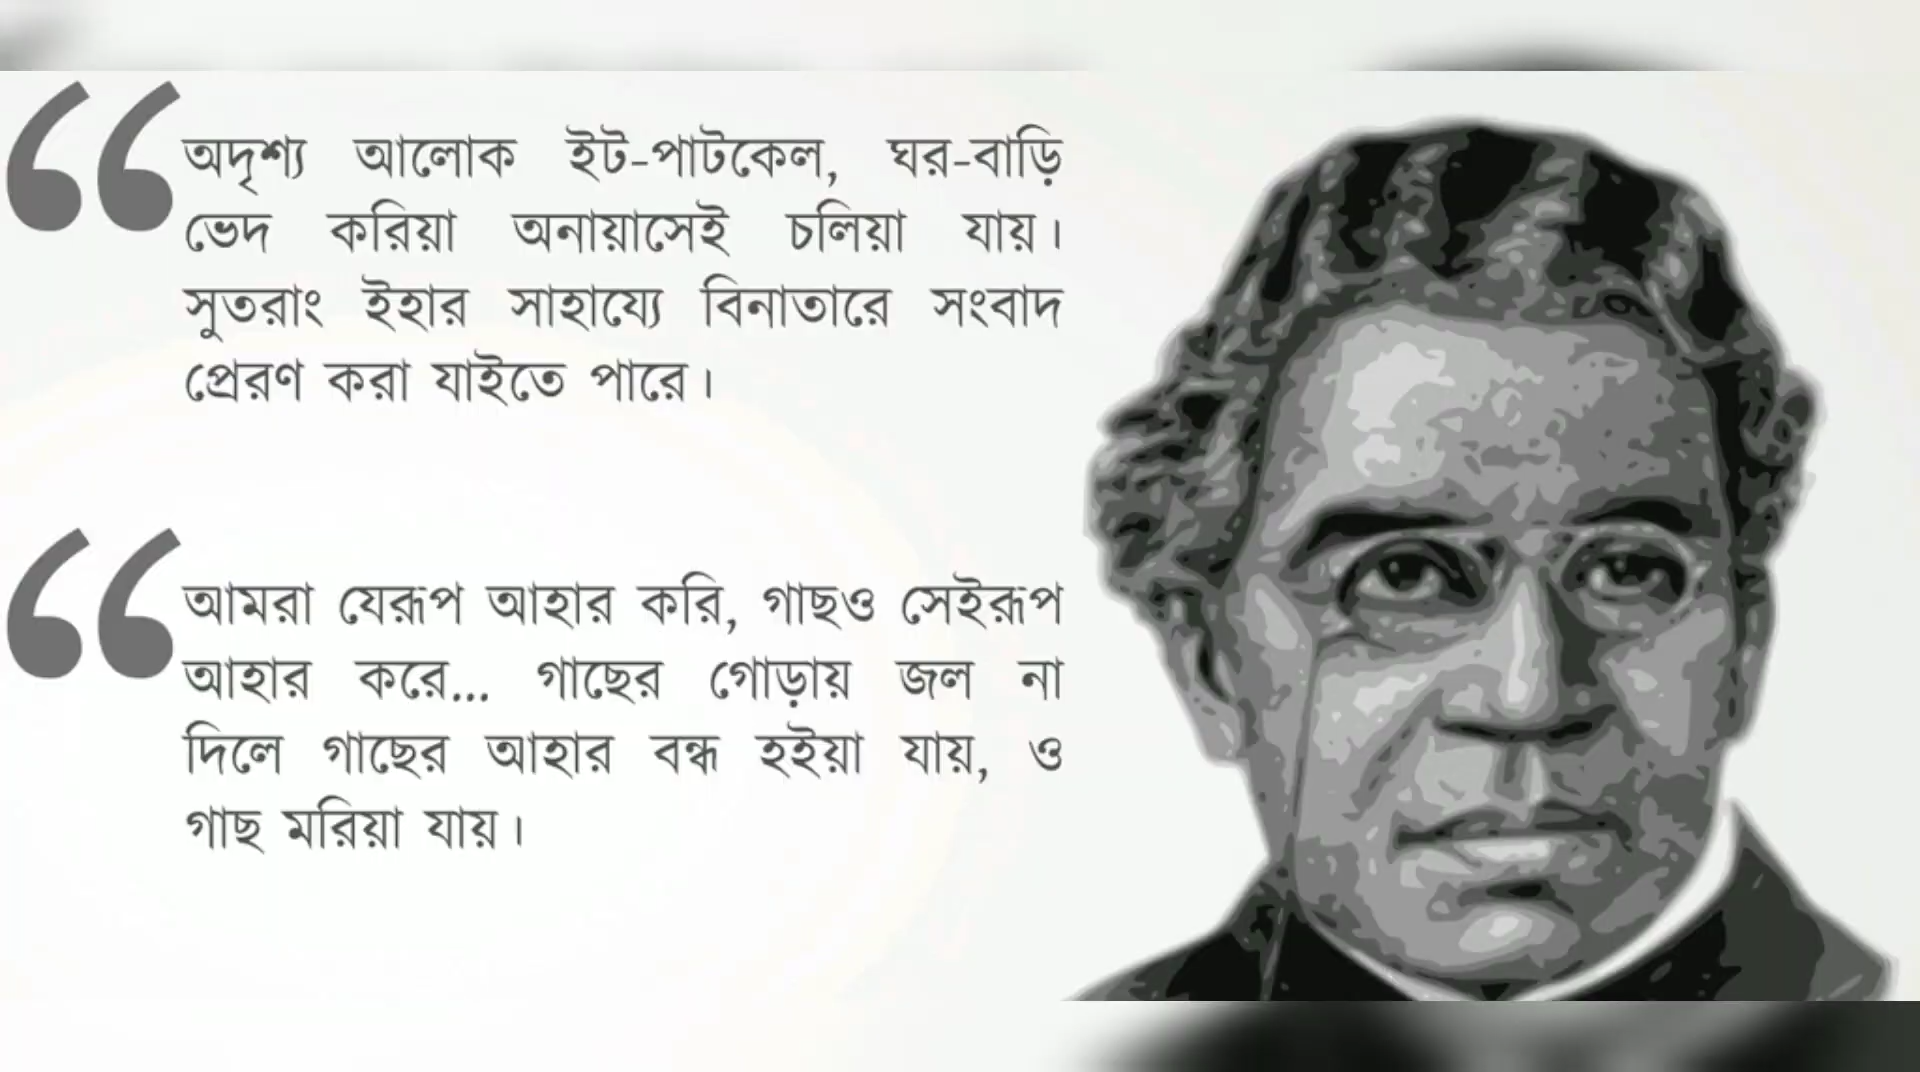 অদৃশ্য আলোক ইট-পাটকেল, ঘর-বাড়ি
ভেদ করিয়া অনায়াসেই চলিয়া যায়।
সুতরাং ইহার সাহায্যে বিনাতারে সংবাদ
প্রেরণ করা যাইতে পারে।
আমরা যেরূপ আহার করি, গাছও সেইরূপ
আহার করে... গাছের গোড়ায় জল না
দিলে গাছের আহার বন্ধ হইয়া যায়, ও
গাছ মরিয়া যায়।